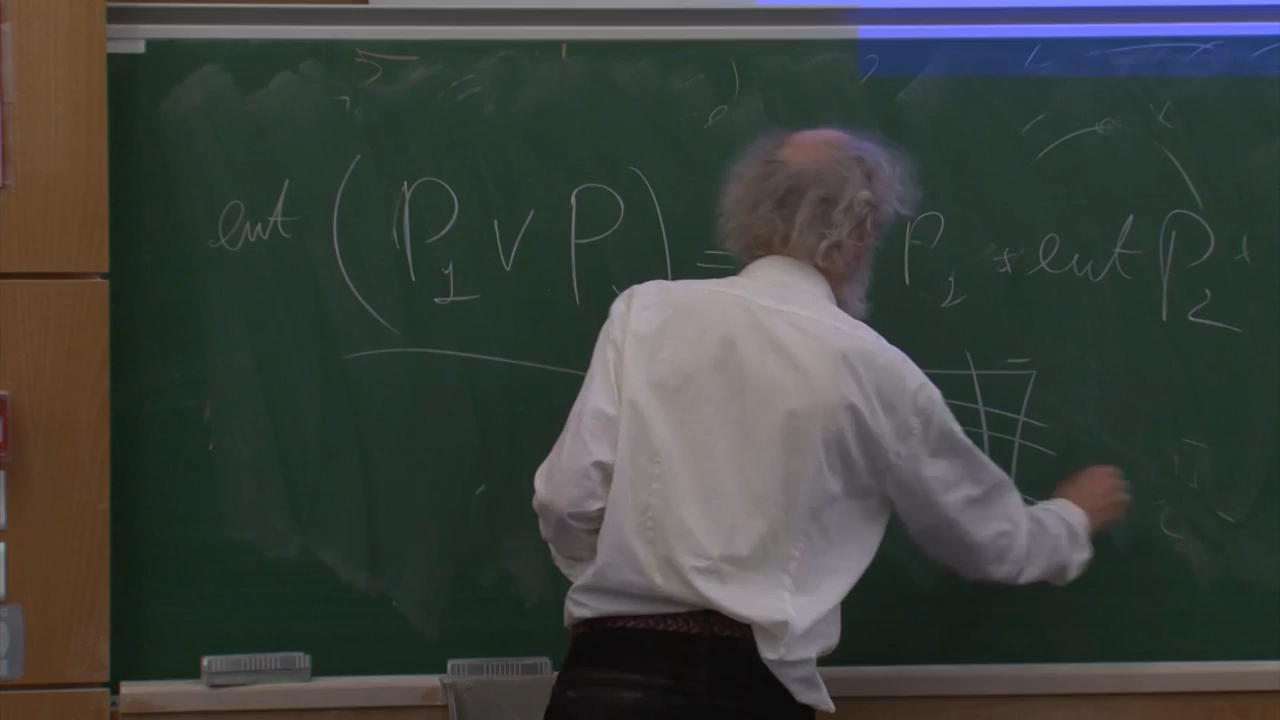 ent (P₁ ∨ P ) = P₂ + ent P₂ +